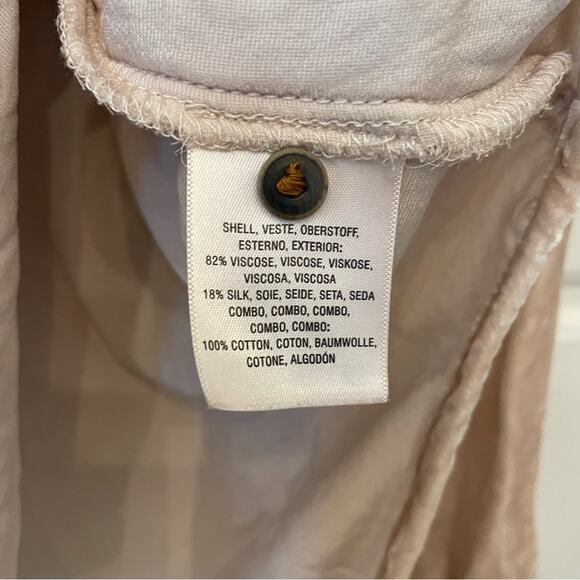 SHELL, VESTE, OBERSTOFF,
ESTERNO, EXTERIOR:
82% VISCOSE, VISCOSE, VISKOSE,
VISCOSA, VISCOSA
18% SILK, SOIE, SEIDE, SETA, SEDA
COMBO, COMBO, COMBO,
COMBO, COMBO:
100% COTTON, COTON, BAUMWOLLE,
COTONE, ALGODÓN